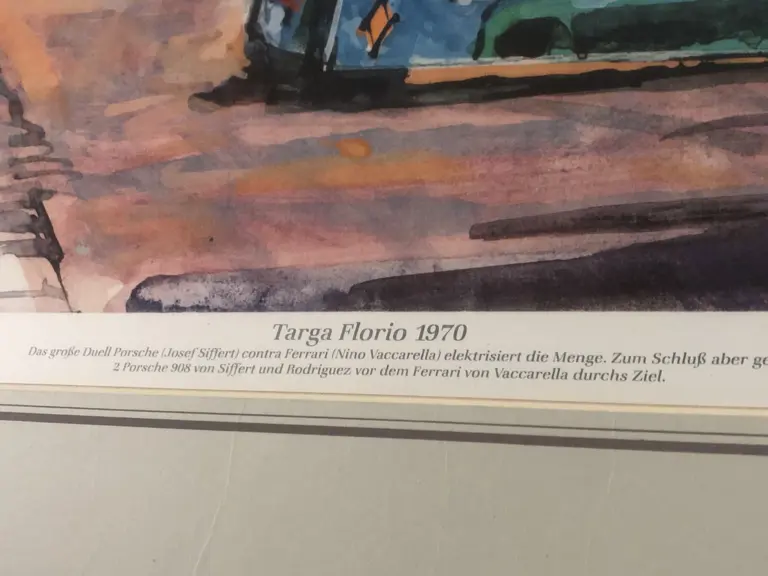 Targa Florio 1970
Das große Duell Porsche (Josef Siffert) contra Ferrari (Nino Vaccarella) elektrisiert die Menge. Zum Schluß aber ge
2 Porsche 908 von Siffert und Rodriguez vor dem Ferrari von Vaccarella durchs Ziel.